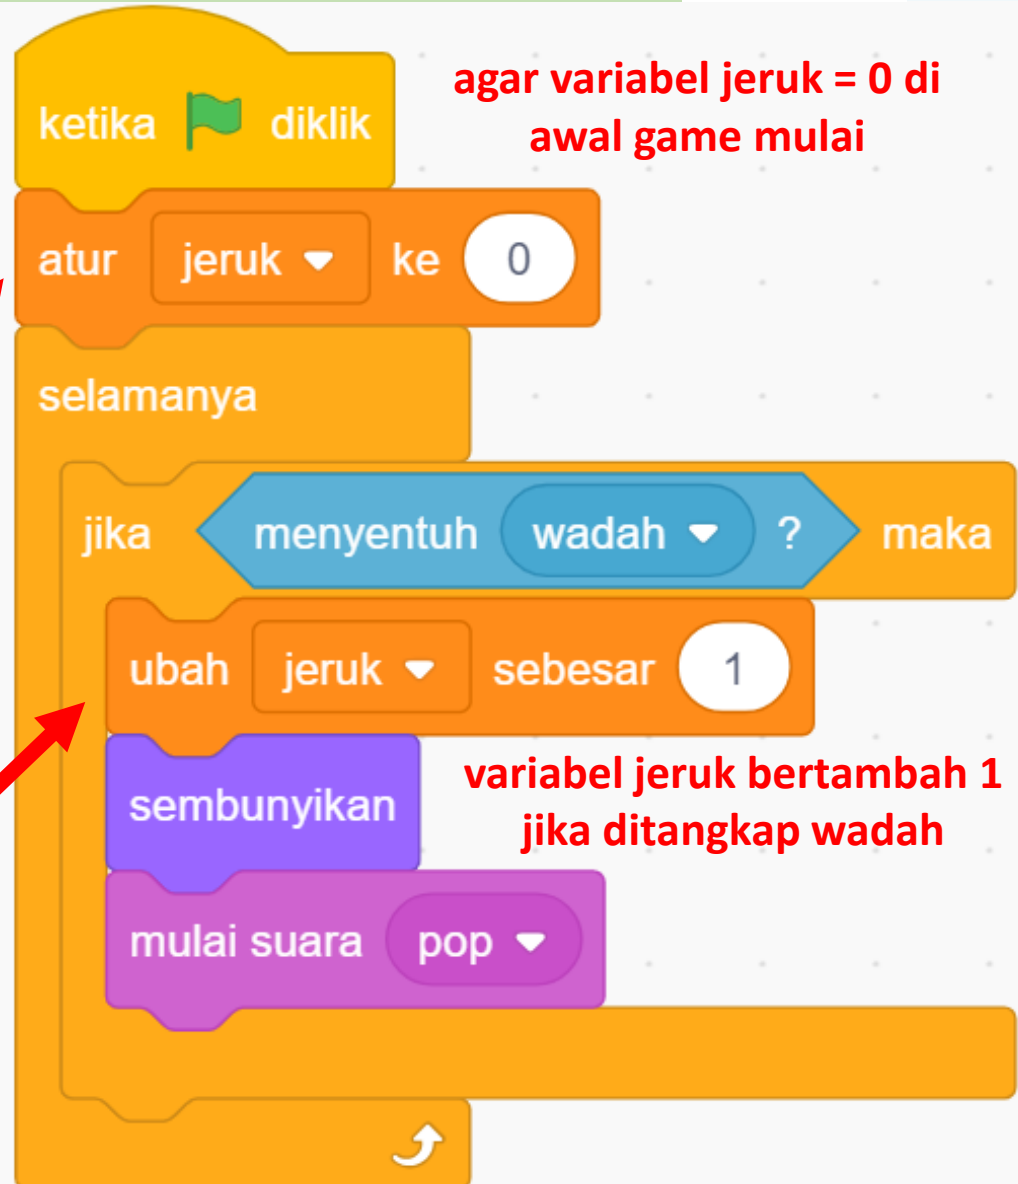 agar variabel jeruk = 0 di
awal game mulai
ketika diklik
atur jeruk ke 0
selamanya
jika menyentuh wadah ? maka
ubah jeruk sebesar 1
variabel jeruk bertambah 1
jika ditangkap wadah
sembunyikan
mulai suara pop